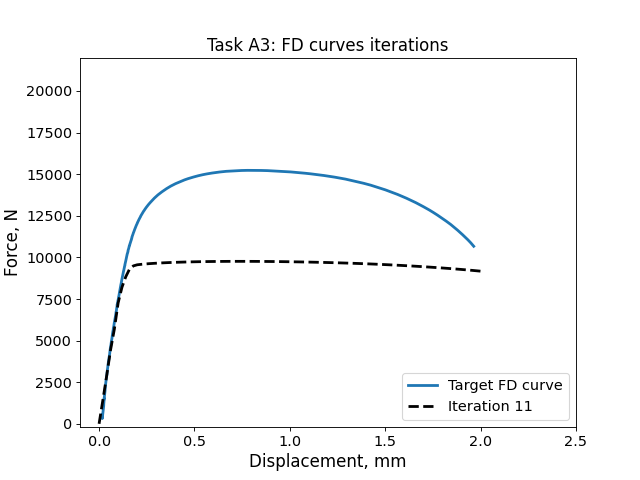 Task A3: FD curves iterations
Force, N
20000
17500
15000
12500
10000
7500
5000
2500
0
0.0 0.5 1.0 1.5 2.0 2.5
Displacement, mm
Target FD curve
Iteration 11